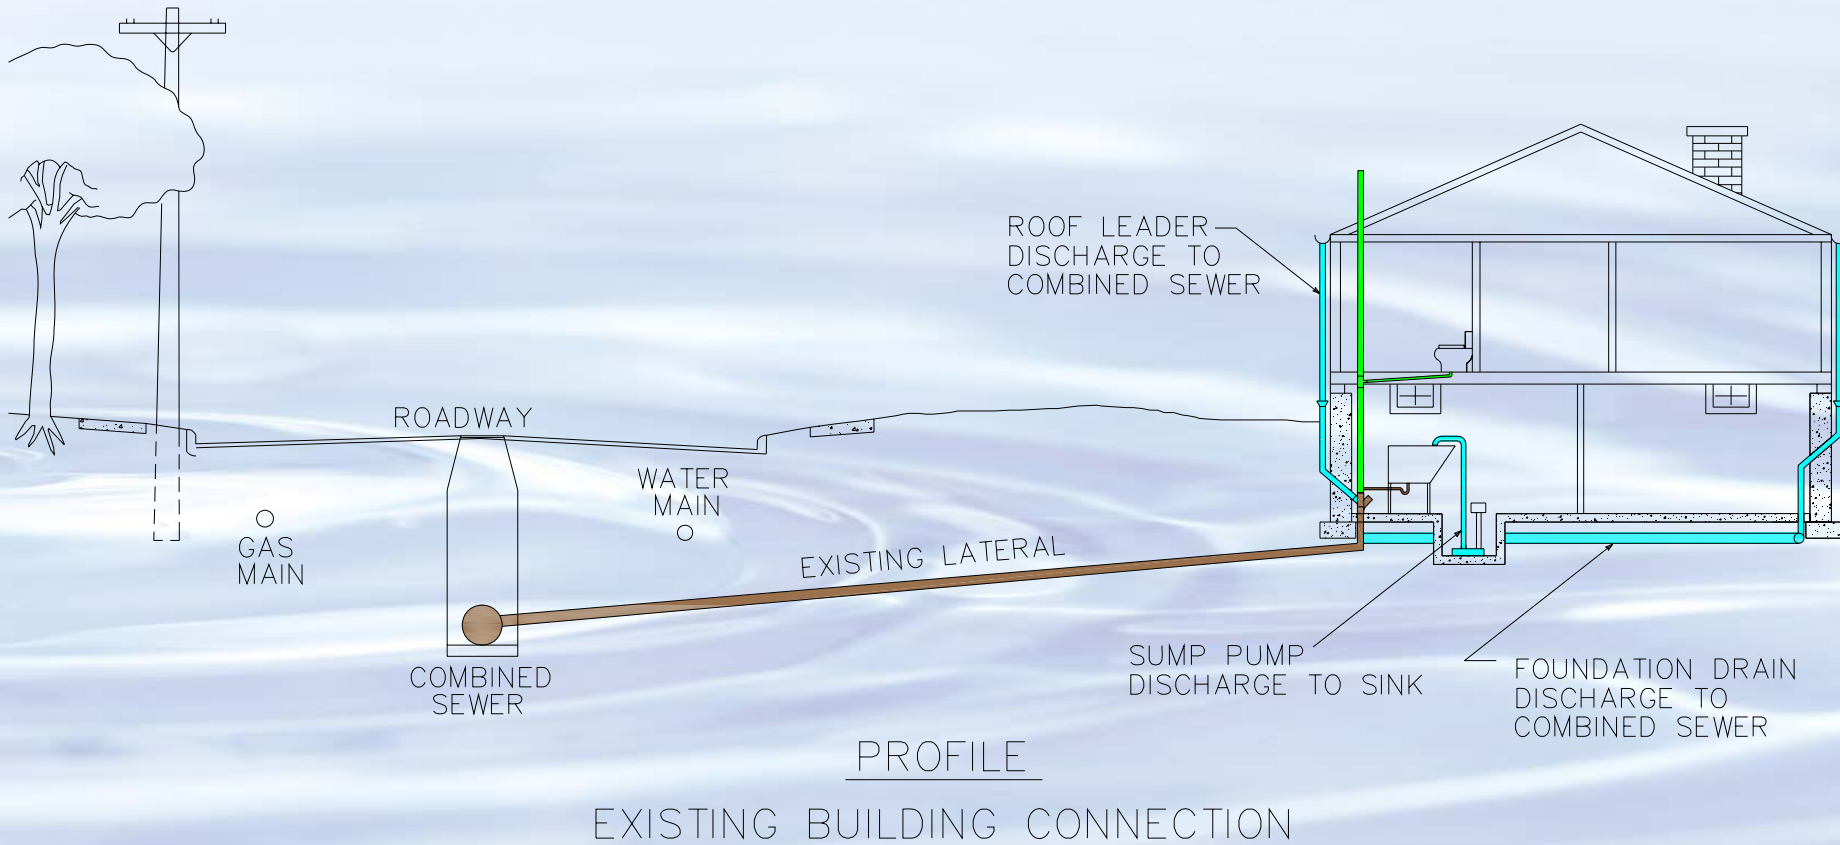 ROOF LEADER
DISCHARGE TO
COMBINED SEWER
ROADWAY
WATER
MAIN
GAS
MAIN
EXISTING LATERAL
COMBINED
SEWER
SUMP PUMP
DISCHARGE TO SINK
FOUNDATION DRAIN
DISCHARGE TO
COMBINED SEWER
PROFILE
EXISTING BUILDING CONNECTION